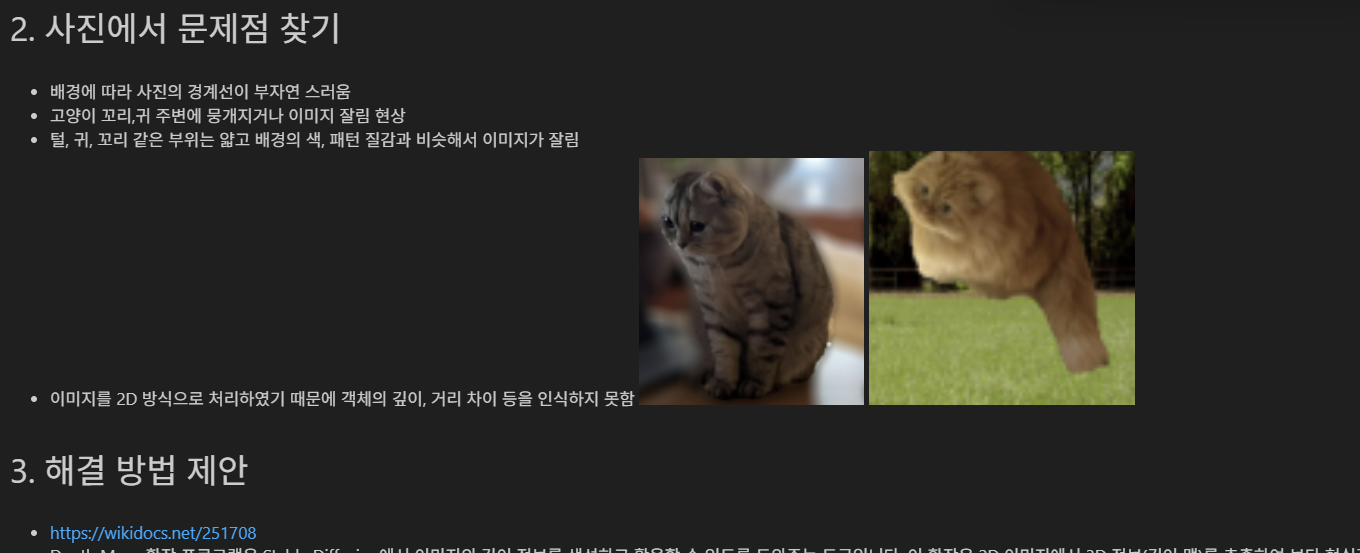 2. 사진에서 문제점 찾기
배경에 따라 사진의 경계선이 부자연 스러움
고양이 꼬리,귀 주변에 뭉개지거나 이미지 잘림 현상
털, 귀, 꼬리 같은 부위는 얇고 배경의 색, 패턴 질감과 비슷해서 이미지가 잘림
이미지를 2D 방식으로 처리하였기 때문에 객체의 깊이, 거리 차이 등을 인식하지 못함
3. 해결 방법 제안
https://wikidocs.net/251708